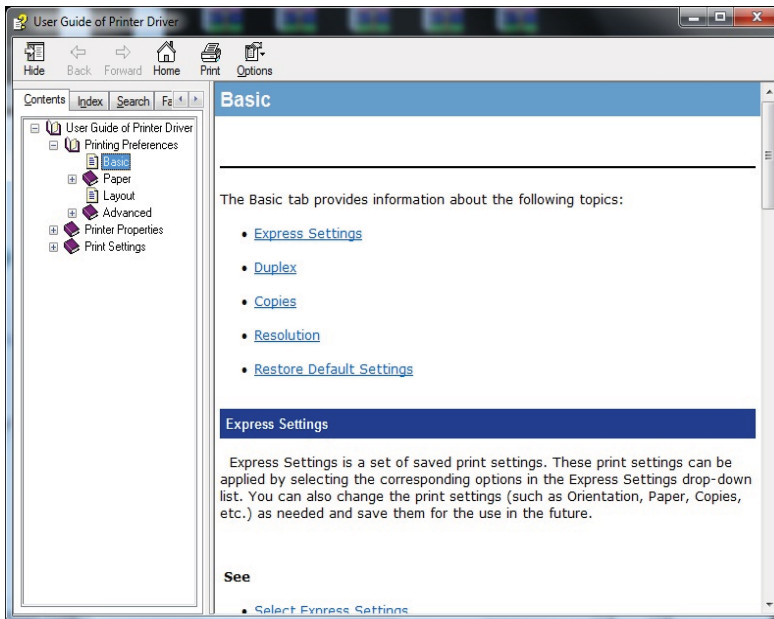 User Guide of Printer Driver
Hide Back Forward Home Print Options
Contents Index Search Fa
User Guide of Printer Driver
Printing Preferences
Basic
Paper
Layout
Advanced
Printer Properties
Print Settings
Basic
The Basic tab provides information about the following topics:
• Express Settings
• Duplex
• Copies
• Resolution
• Restore Default Settings
Express Settings
Express Settings is a set of saved print settings. These print settings can be
applied by selecting the corresponding options in the Express Settings drop-down
list. You can also change the print settings (such as Orientation, Paper, Copies,
etc.) as needed and save them for the use in the future.
See
• Select Express Settings